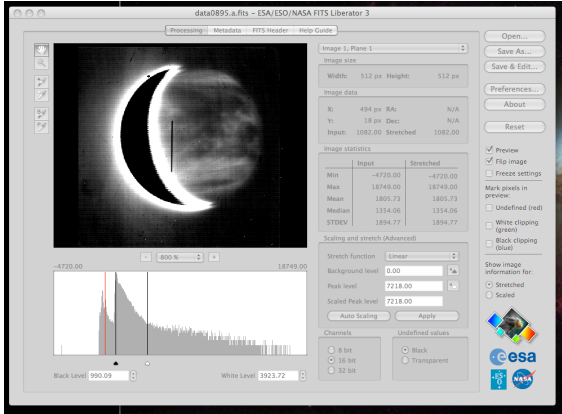 data0895.a.fits – ESA/ESO/NASA FITS Liberator 3
Processing Metadata FITS Header Help Guide
Image 1, Plane 1
Image size
Width: 512 px Height: 512 px
Image data
X: 494 px RA: N/A
Y: 18 px Dec: N/A
Input: 1082.00 Stretched 1082.00
Image statistics
Input Stretched
Min -4720.00 -4720.00
Max 18749.00 18749.00
Mean 1805.73 1805.73
Median 1354.06 1354.06
STDEV 1894.77 1894.77
Scaling and stretch (Advanced)
Stretch function Linear
Background level 0.00
Peak level 7218.00
Scaled Peak level 7218.00
Auto Scaling Apply
Channels
8 bit
16 bit
32 bit
Undefined values
Black
Transparent
- 800 % +
-4720.00 18749.00
Black Level 990.09 White Level 3923.72
Open...
Save As...
Save & Edit...
Preferences...
About
Reset
Preview
Flip image
Freeze settings
Mark pixels in
preview:
Undefined (red)
White clipping
(green)
Black clipping
(blue)
Show image
information for:
Stretched
Scaled
esa
ES
O
NASA